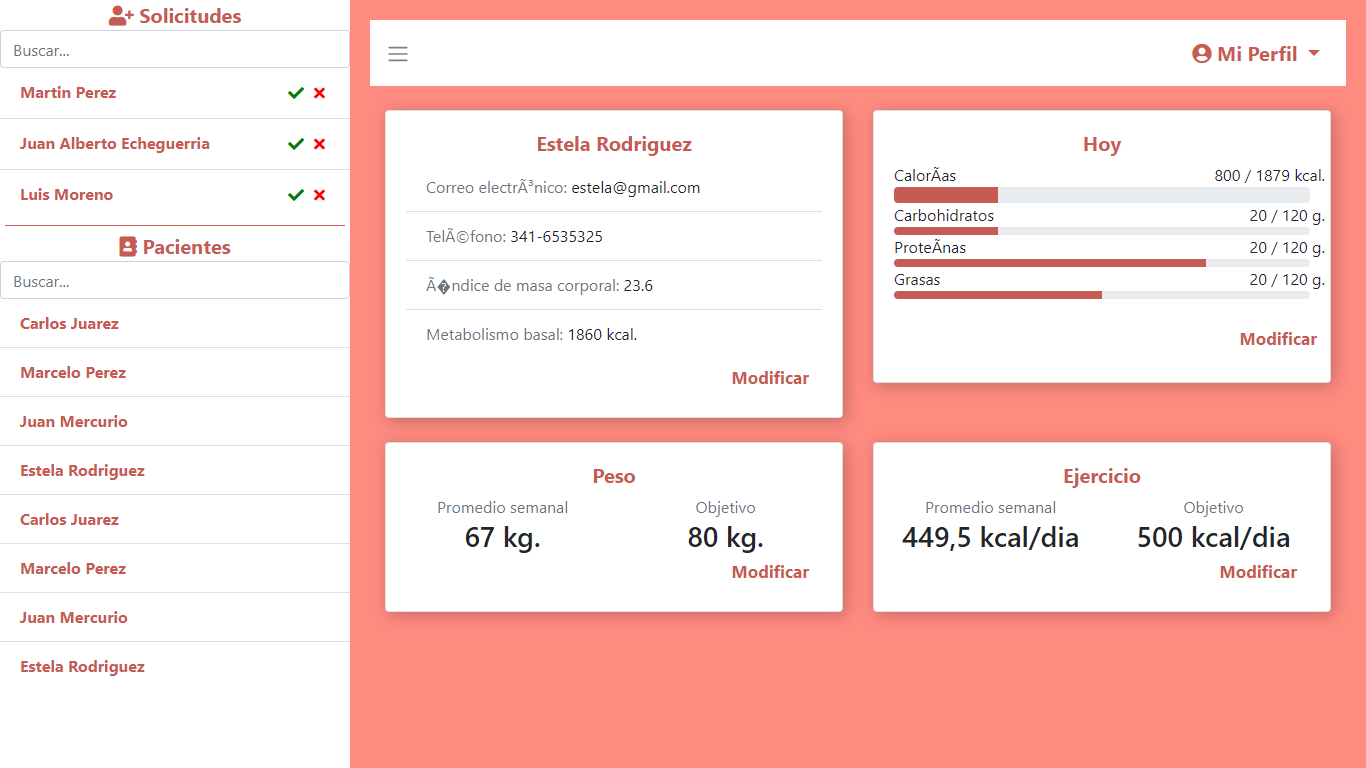 Solicitudes
Buscar...
Martin Perez
Juan Alberto Echeguerria
Luis Moreno
Pacientes
Buscar...
Carlos Juarez
Marcelo Perez
Juan Mercurio
Estela Rodriguez
Carlos Juarez
Marcelo Perez
Juan Mercurio
Estela Rodriguez
Mi Perfil
Estela Rodriguez
Correo electrÃ³nico: estela@gmail.com
TelÃ©fono: 341-6535325
Ã�ndice de masa corporal: 23.6
Metabolismo basal: 1860 kcal.
Modificar
Hoy
CalorÃ­as 800 / 1879 kcal.
Carbohidratos 20 / 120 g.
ProteÃ­nas 20 / 120 g.
Grasas 20 / 120 g.
Modificar
Peso
Promedio semanal Objetivo
67 kg. 80 kg.
Modificar
Ejercicio
Promedio semanal Objetivo
449,5 kcal/dia 500 kcal/dia
Modificar